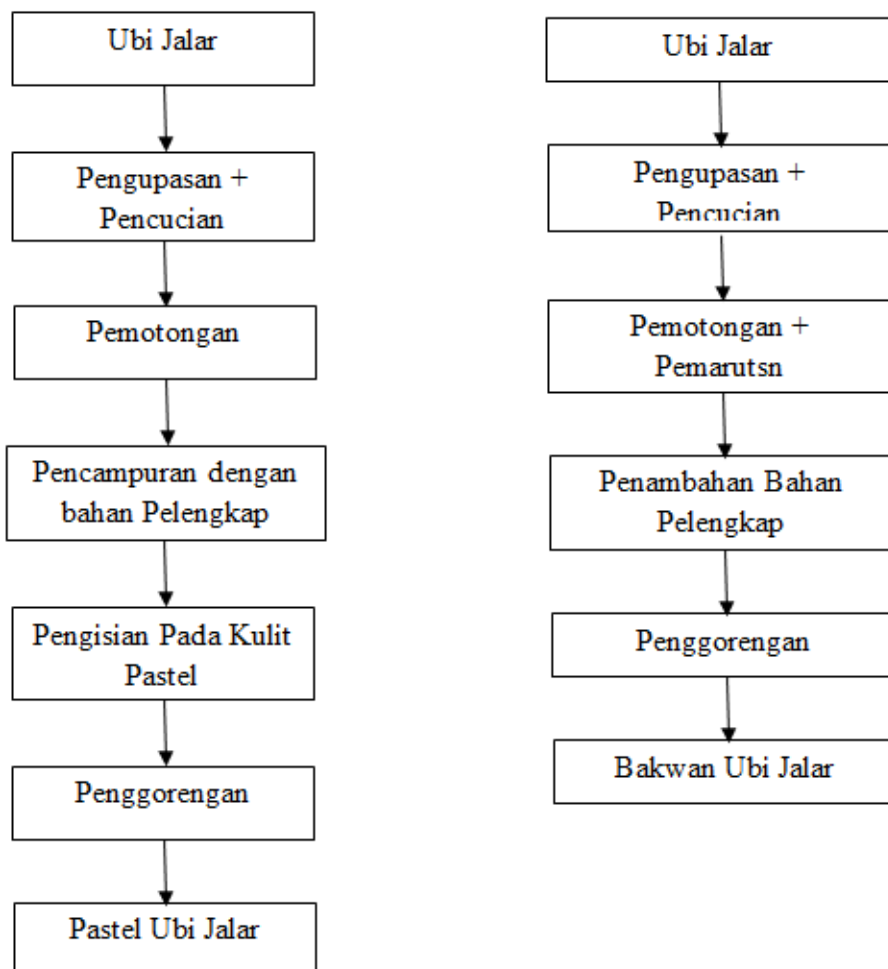 Ubi Jalar
Pengupasan +
Pencucian
Pemotongan
Pencampuran dengan
bahan Pelengkap
Pengisian Pada Kulit
Pastel
Penggorengan
Pastel Ubi Jalar
Ubi Jalar
Pengupasan +
Pencucian
Pemotongan +
Pemarutsn
Penambahan Bahan
Pelengkap
Penggorengan
Bakwan Ubi Jalar